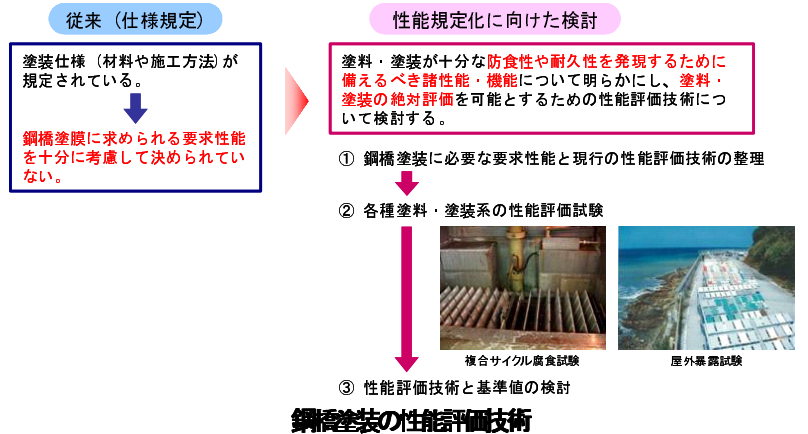 従来（仕様規定）
塗装仕様（材料や施工方法）が
規定されている。
鋼橋塗膜に求められる要求性能
を十分に考慮して決められてい
ない。
性能規定化に向けた検討
塗料・塗装が十分な防食性や耐久性を発現するために
備えるべき諸性能・機能について明らかにし、塗料・
塗装の絶対評価を可能とするための性能評価技術につ
いて検討する。
① 鋼橋塗装に必要な要求性能と現行の性能評価技術の整理
② 各種塗料・塗装系の性能評価試験
複合サイクル腐食試験
屋外暴露試験
③ 性能評価技術と基準値の検討
鋼橋塗装の性能評価技術